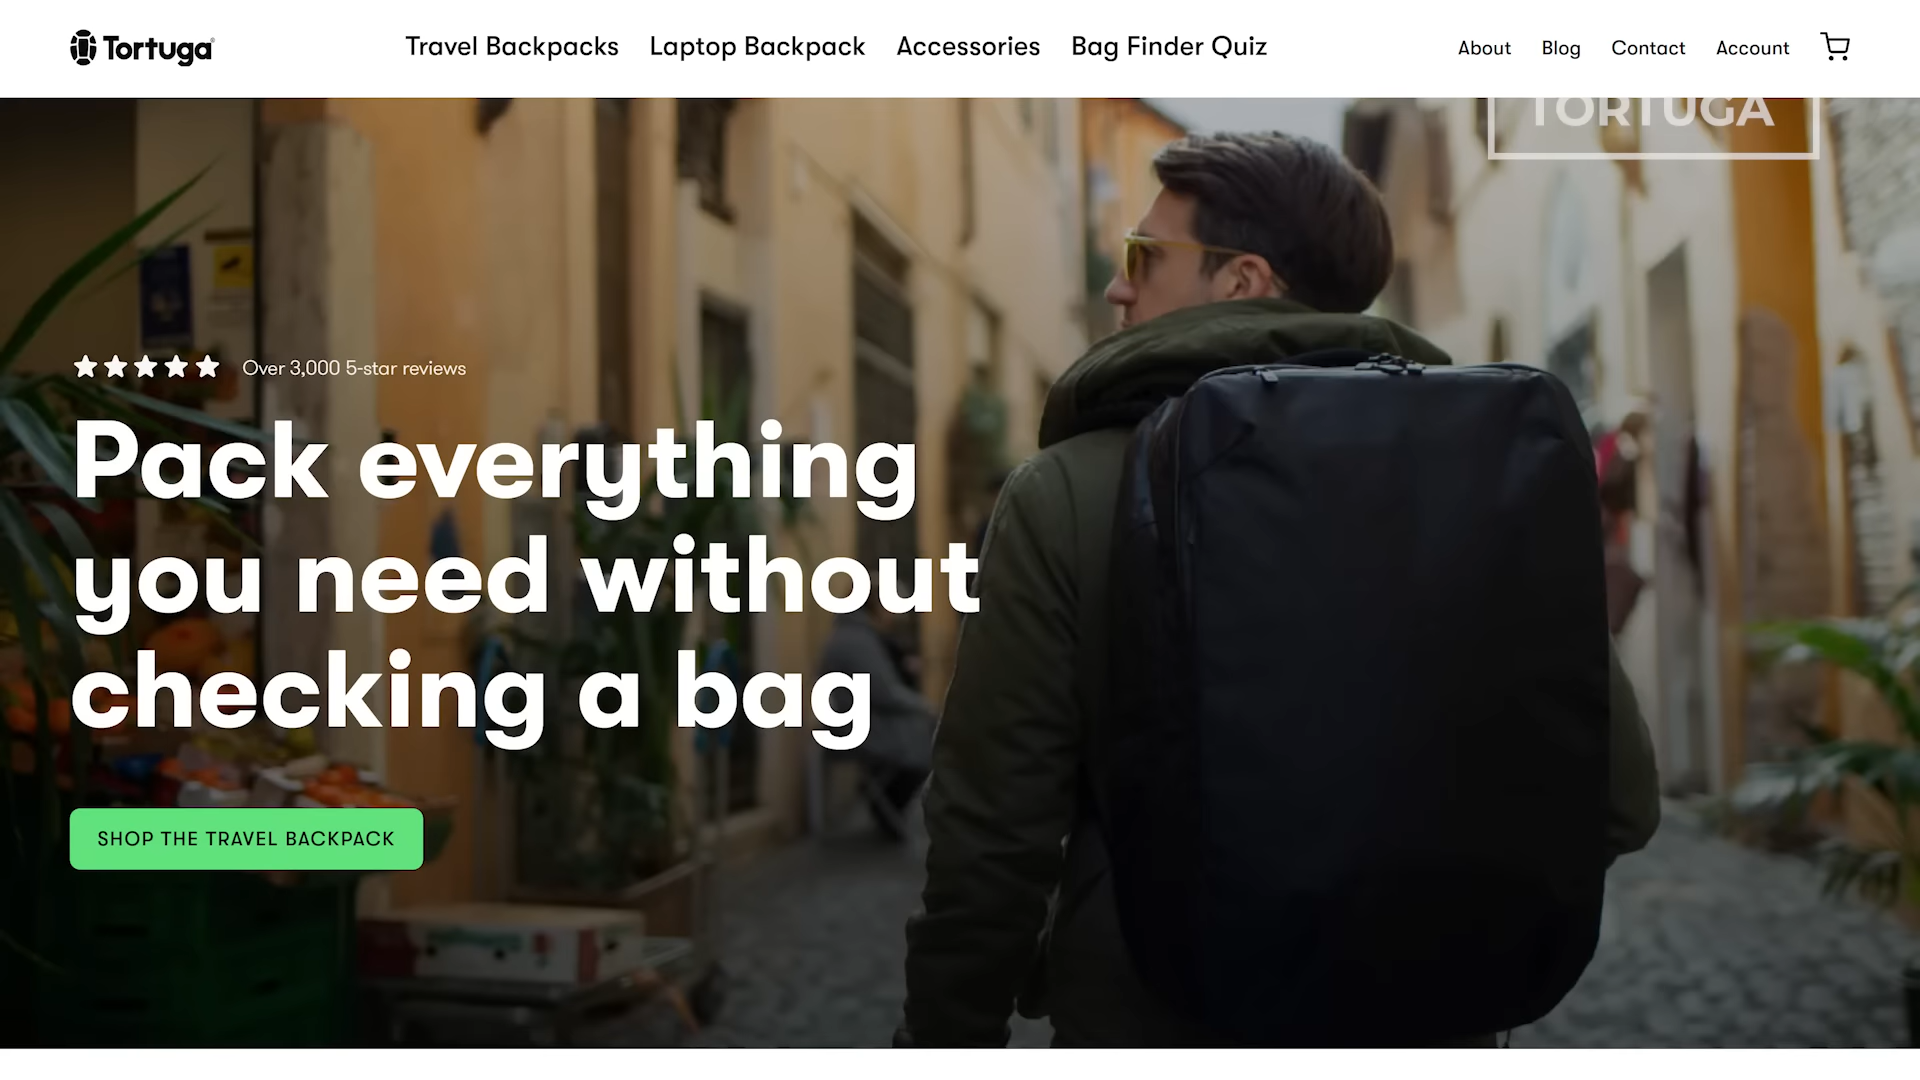 Tortuga
Travel Backpacks Laptop Backpack Accessories Bag Finder Quiz
About Blog Contact Account
TORTUGA
Over 3,000 5-star reviews
Pack everything
you need without
checking a bag
SHOP THE TRAVEL BACKPACK